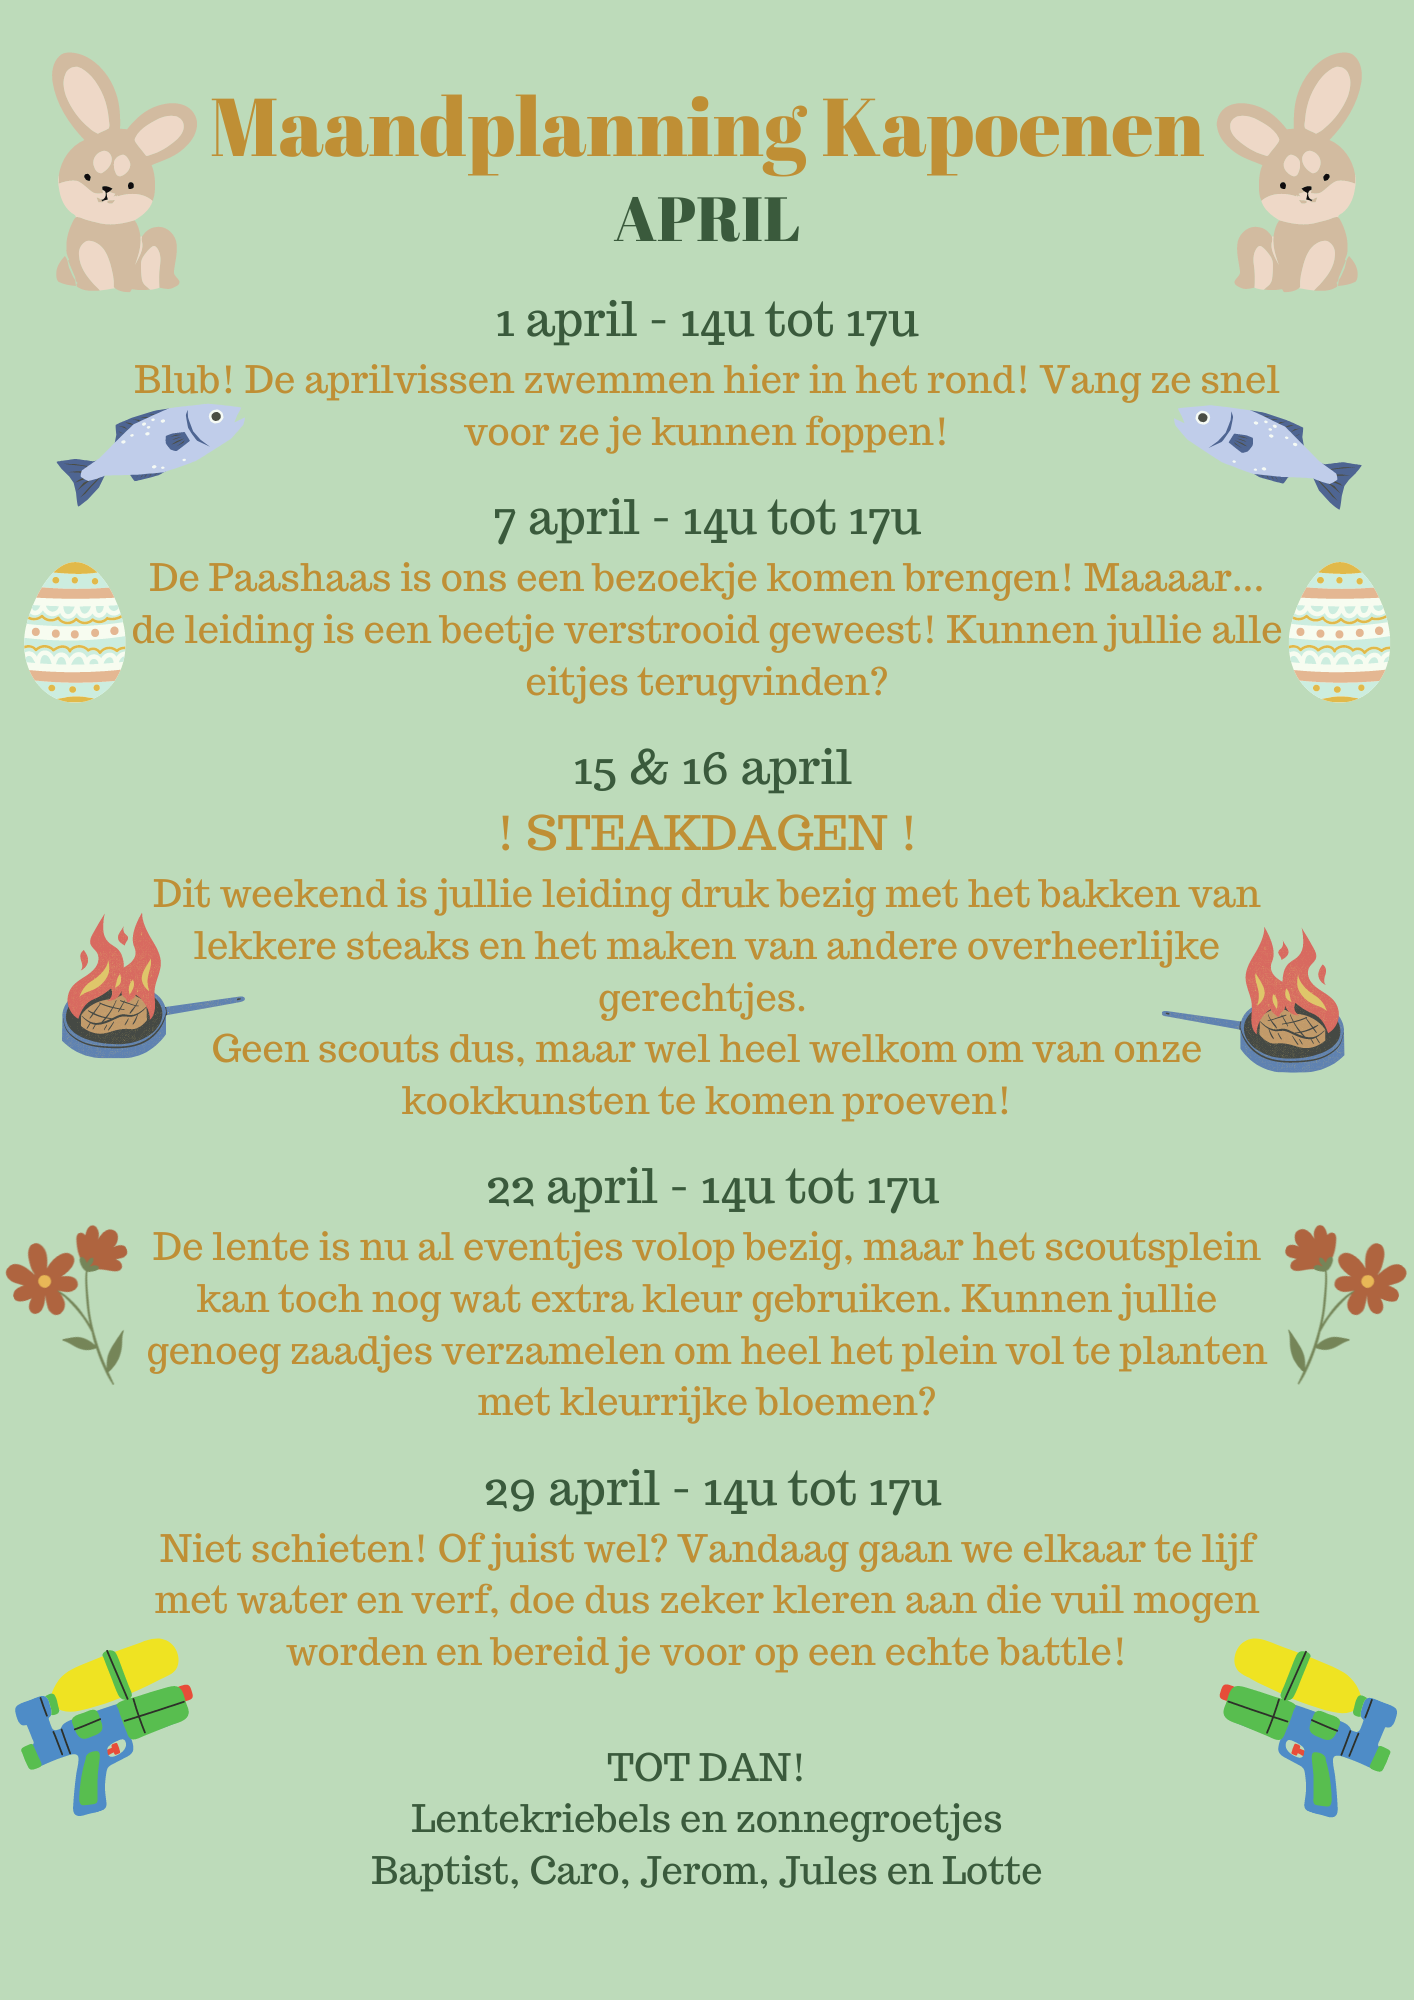 Maandplanning Kapoenen
APRIL
1 april - 14u tot 17u
Blub! De aprilvissen zwemmen hier in het rond! Vang ze snel
voor ze je kunnen foppen!
7 april - 14u tot 17u
De Paashaas is ons een bezoekje komen brengen! Maaaar...
de leiding is een beetje verstrooid geweest! Kunnen jullie alle
eitjes terugvinden?
15 & 16 april
! STEAKDAGEN !
Dit weekend is jullie leiding druk bezig met het bakken van
lekkere steaks en het maken van andere overheerlijke
gerechtjes.
Geen scouts dus, maar wel heel welkom om van onze
kookkunsten te komen proeven!
22 april - 14u tot 17u
De lente is nu al eventjes volop bezig, maar het scoutsplein
kan toch nog wat extra kleur gebruiken. Kunnen jullie
genoeg zaadjes verzamelen om heel het plein vol te planten
met kleurrijke bloemen?
29 april - 14u tot 17u
Niet schieten! Of juist wel? Vandaag gaan we elkaar te lijf
met water en verf, doe dus zeker kleren aan die vuil mogen
worden en bereid je voor op een echte battle!
TOT DAN!
Lentekriebels en zonnegroetjes
Baptist, Caro, Jerom, Jules en Lotte